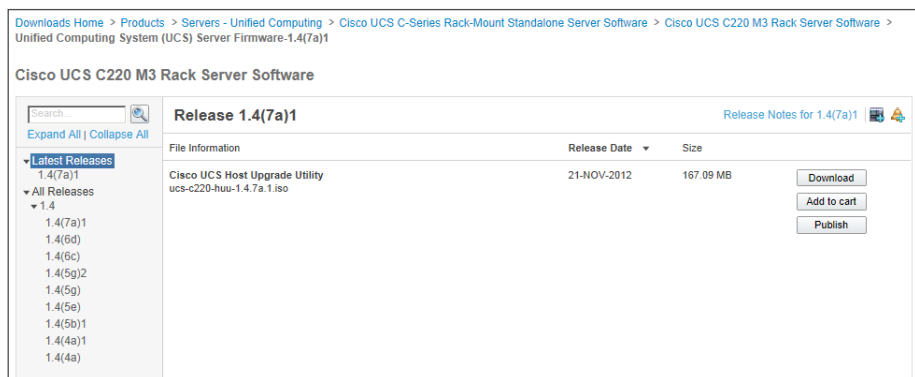 Downloads Home > Products > Servers - Unified Computing > Cisco UCS C-Series Rack-Mount Standalone Server Software > Cisco UCS C220 M3 Rack Server Software >
Unified Computing System (UCS) Server Firmware-1.4(7a)1
Cisco UCS C220 M3 Rack Server Software
Search...
Expand All | Collapse All
Latest Releases
1.4(7a)1
All Releases
1.4
1.4(7a)1
1.4(6d)
1.4(6c)
1.4(5g)2
1.4(5g)
1.4(5e)
1.4(5b)1
1.4(4a)1
1.4(4a)
Release 1.4(7a)1
Release Notes for 1.4(7a)1
File Information Release Date Size
Cisco UCS Host Upgrade Utility 21-NOV-2012 167.09 MB
ucs-c220-huu-1.4.7a.1.iso
Download
Add to cart
Publish